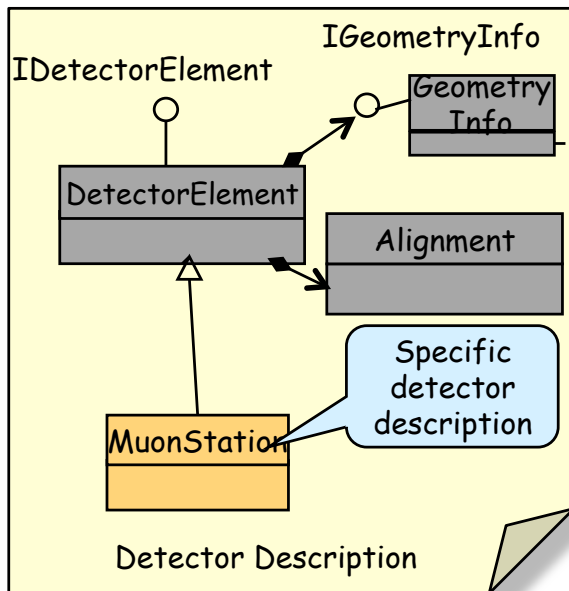 IGeometryInfo
IDetectorElement
Geometry
Info
DetectorElement
Alignment
Specific
detector
description
MuonStation
Detector Description